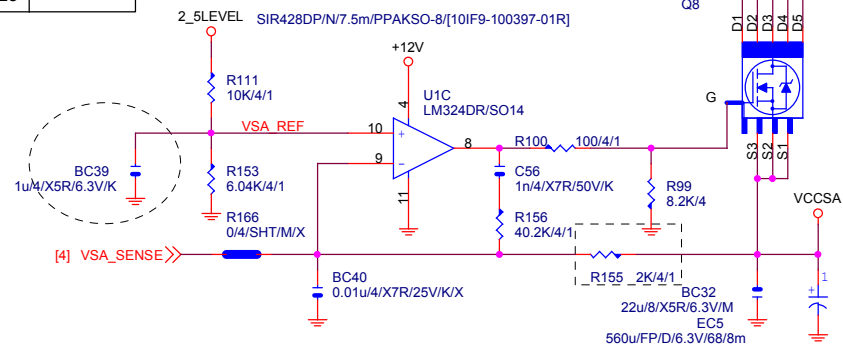 Q8
2_5LEVEL
SIR428DP/N/7.5m/PPAKSO-8/[10IF9-100397-01R]
D1
D2
D3
D4
D5
+12V
R111
10K/4/1
4
U1C
LM324DR/SO14
G
VSA_REF
10
+
8
9
-
R100
100/4/1
S3
S2
S1
BC39
1u/4/X5R/6.3V/K
R153
6.04K/4/1
11
C56
1n/4/X7R/50V/K
R99
8.2K/4
VCCSA
R166
0/4/SHT/M/X
R156
40.2K/4/1
[4] VSA_SENSE
BC40
0.01u/4/X7R/25V/K/X
R155 2K/4/1
BC32
22u/8/X5R/6.3V/M
1
+
EC5
560u/FP/D/6.3V/68/8m